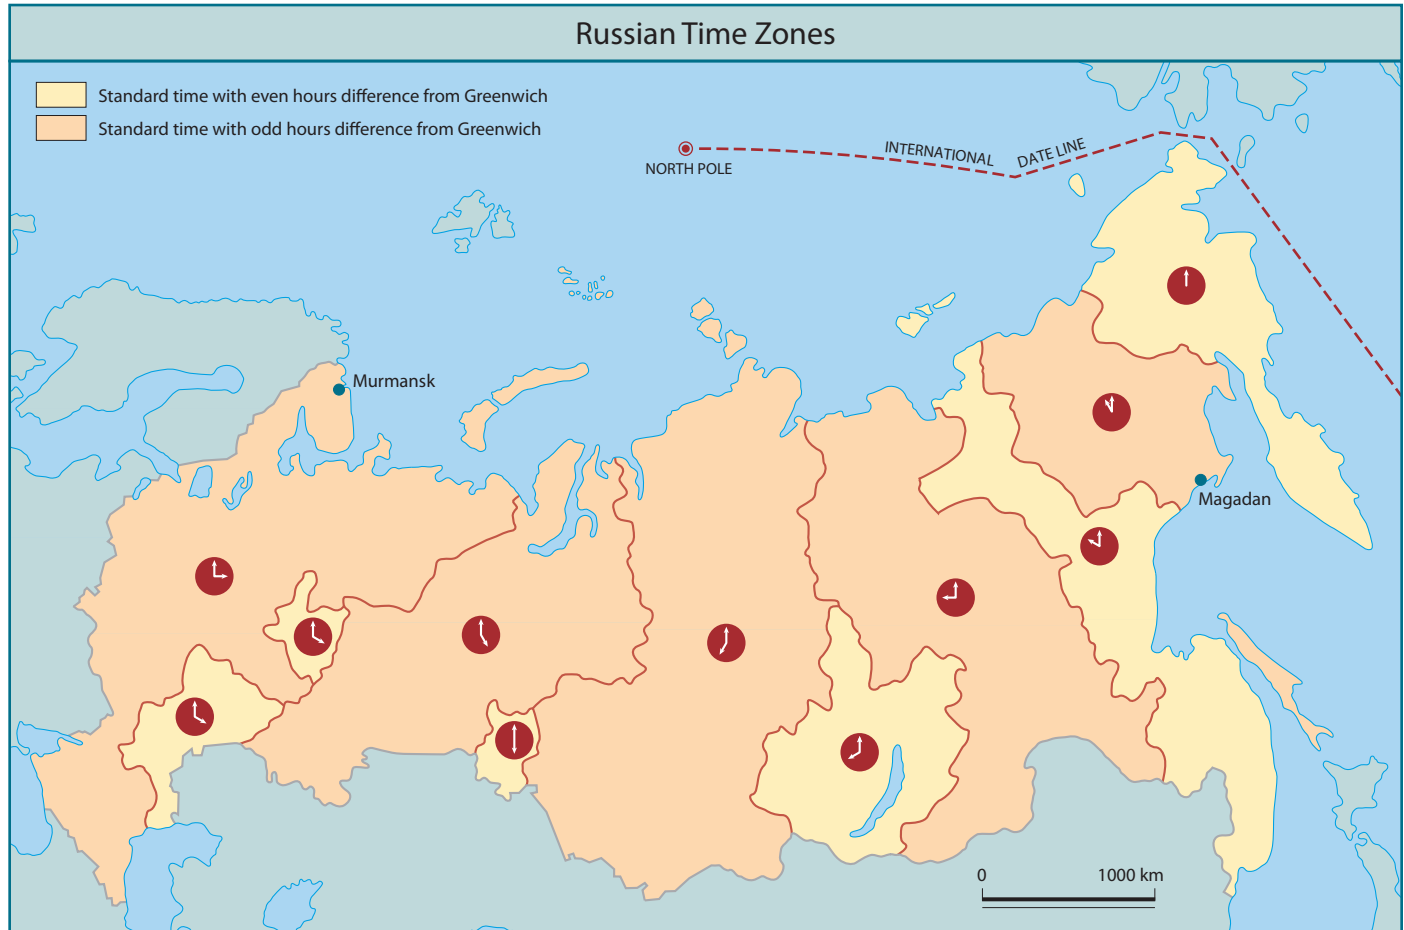 Russian Time Zones
Standard time with even hours difference from Greenwich
Standard time with odd hours difference from Greenwich
INTERNATIONAL DATE LINE
NORTH POLE
Murmansk
Magadan
0 1000 km